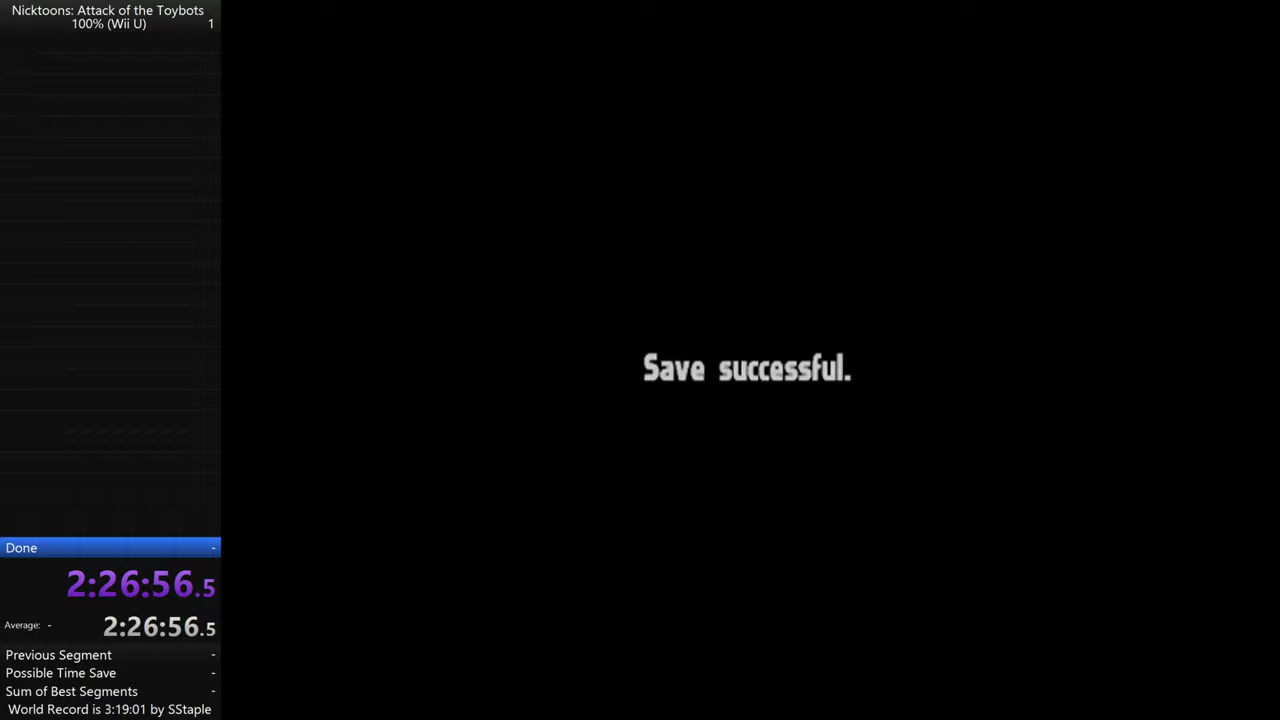 Nicktoons: Attack of the Toybots
100% (Wii U) 1
Save successful.
Done -
2:26:56.5
Average: - 2:26:56.5
Previous Segment -
Possible Time Save -
Sum of Best Segments -
World Record is 3:19:01 by SStaple